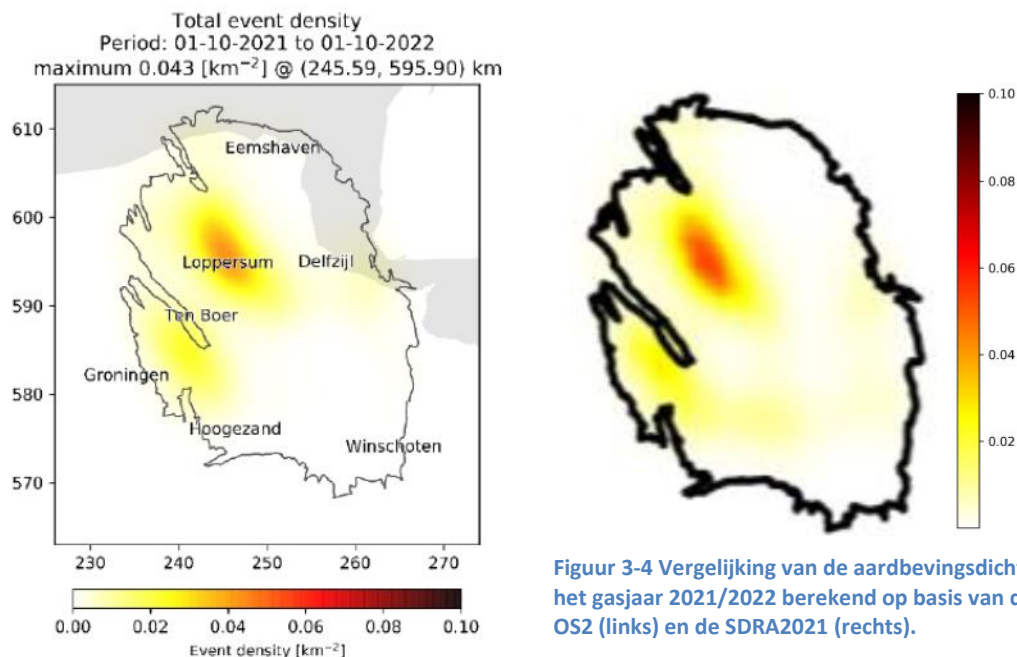 Total event density
Period: 01-10-2021 to 01-10-2022
maximum 0.043 [km⁻²] @ (245.59, 595.90) km
610
600
590
580
570
Eemshaven
Loppersum
Delfzijl
Ten Boer
Groningen
Hoogezand
Winschoten
230
240
250
260
270
0.00
0.02
0.04
0.06
0.08
0.10
Event density [km⁻²]
0.10
0.08
0.06
0.04
0.02
Figuur 3-4 Vergelijking van de
het gasjaar 2021/2022 berekend op basis van
OS2 (links) en de SDRA2021 (rechts).